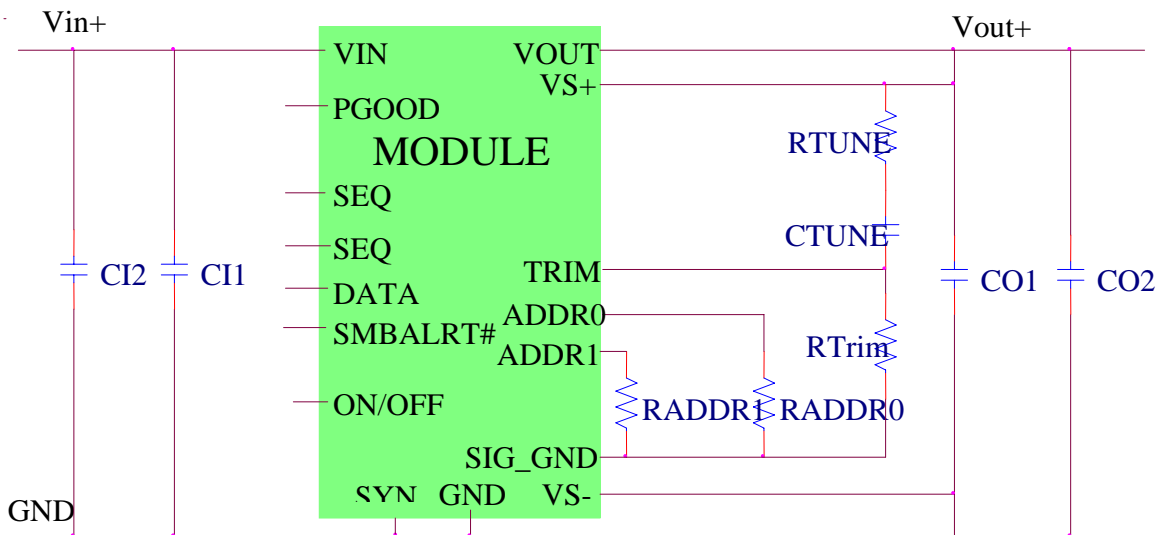 Vin+
Vout+
VIN
VOUT
VS+
PGOOD
MODULE
RTUNE
SEQ
CTUNE
SEQ
TRIM
CI2
CI1
CO1
CO2
DATA
ADDR0
SMBALRT#
ADDR1
RTrim
ON/OFF
RADDR1
RADDR0
SIG_GND
SYN
GND
VS-
GND